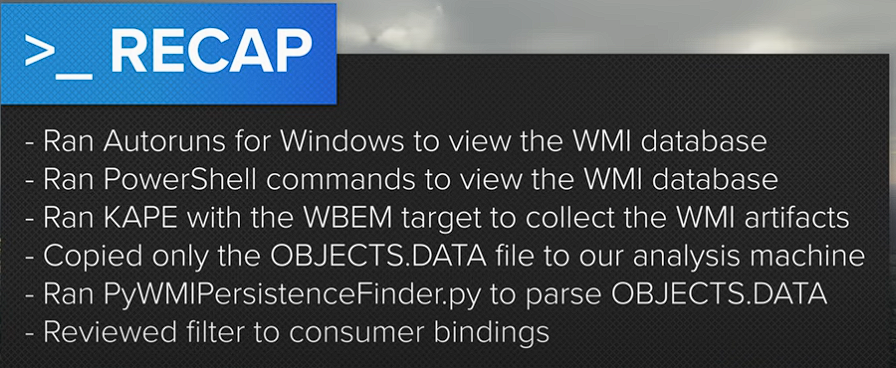 >_ RECAP
- Ran Autoruns for Windows to view the WMI database
- Ran PowerShell commands to view the WMI database
- Ran KAPE with the WBEM target to collect the WMI artifacts
- Copied only the OBJECTS.DATA file to our analysis machine
- Ran PyWMIPersistenceFinder.py to parse OBJECTS.DATA
- Reviewed filter to consumer bindings